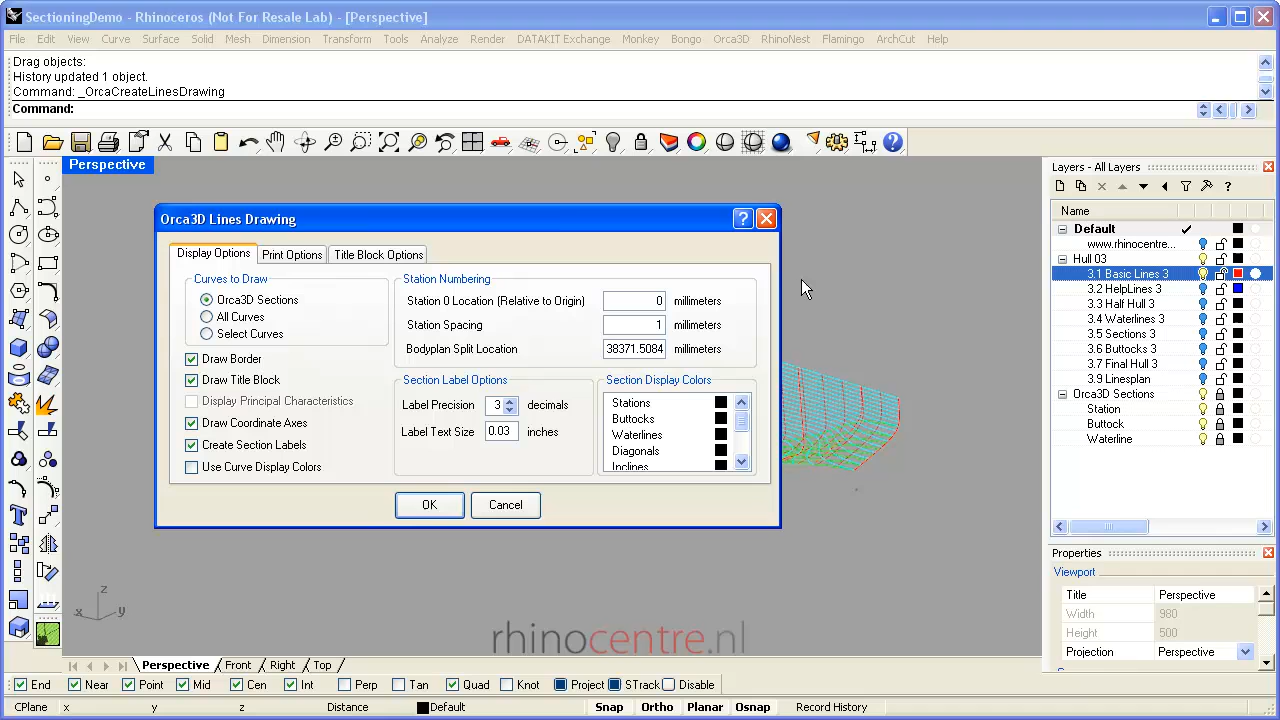 SectioningDemo - Rhinoceros (Not For Resale Lab) - [Perspective]
File Edit View Curve Surface Solid Mesh Dimension Transform Tools Analyze Render DATAKIT Exchange Monkey Bongo Orca3D RhinoNest Flamingo ArchCut Help
Drag objects:
History updated 1 object.
Command: _OrcaCreateLinesDrawing
Command:
Perspective
Layers - All Layers
Name
Default
www.rhinocentre...
Hull 03
3.1 Basic Lines 3
3.2 HelpLines 3
3.3 Half Hull 3
3.4 Waterlines 3
3.5 Sections 3
3.6 Buttocks 3
3.7 Final Hull 3
3.9 Linesplan
Orca3D Sections
Station
Buttock
Waterline
Orca3D Lines Drawing
Display Options Print Options Title Block Options
Curves to Draw
Orca3D Sections
All Curves
Select Curves
Draw Border
Draw Title Block
Display Principal Characteristics
Draw Coordinate Axes
Create Section Labels
Use Curve Display Colors
Station Numbering
Station 0 Location (Relative to Origin) 0 millimeters
Station Spacing 1 millimeters
Bodyplan Split Location 38371.5084 millimeters
Section Label Options
Label Precision 3 decimals
Label Text Size 0.03 inches
Section Display Colors
Stations
Buttocks
Waterlines
Diagonals
Inclines
OK Cancel
Properties
Viewport
Title Perspective
Width 980
Height 500
Projection Perspective
z
x y
rhinocentre.nl
Perspective Front Right Top
End Near Point Mid Cen Int Perp Tan Quad Knot Project STrack Disable
CPlane x y z Distance Default Snap Ortho Planar Osnap Record History